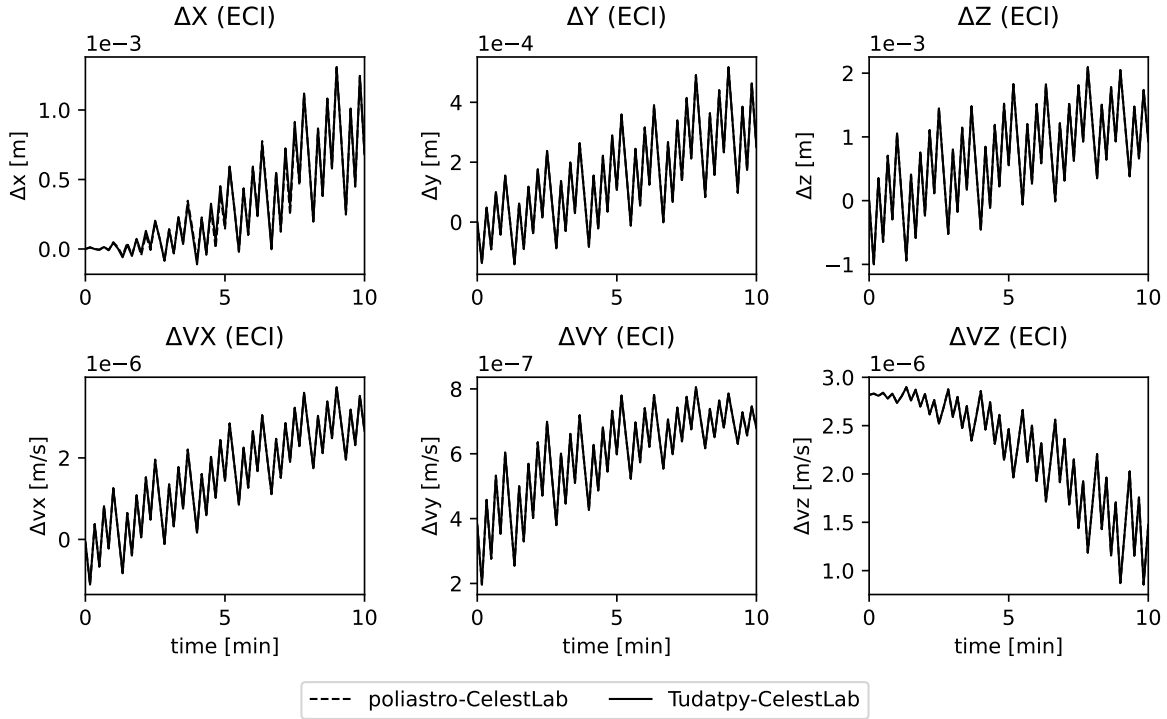 ΔX (ECI)
1e−3
Δx [m]
1.0
0.5
0.0
0
5
10
ΔY (ECI)
1e−4
Δy [m]
4
2
0
0
5
10
ΔZ (ECI)
1e−3
Δz [m]
2
1
0
−1
0
5
10
ΔVX (ECI)
1e−6
Δvx [m/s]
2
0
0
5
10
time [min]
ΔVY (ECI)
1e−7
Δvy [m/s]
8
6
4
2
0
5
10
time [min]
ΔVZ (ECI)
1e−6
Δvz [m/s]
3.0
2.5
2.0
1.5
1.0
0
5
10
time [min]
poliastro-CelestLab
Tudatpy-CelestLab